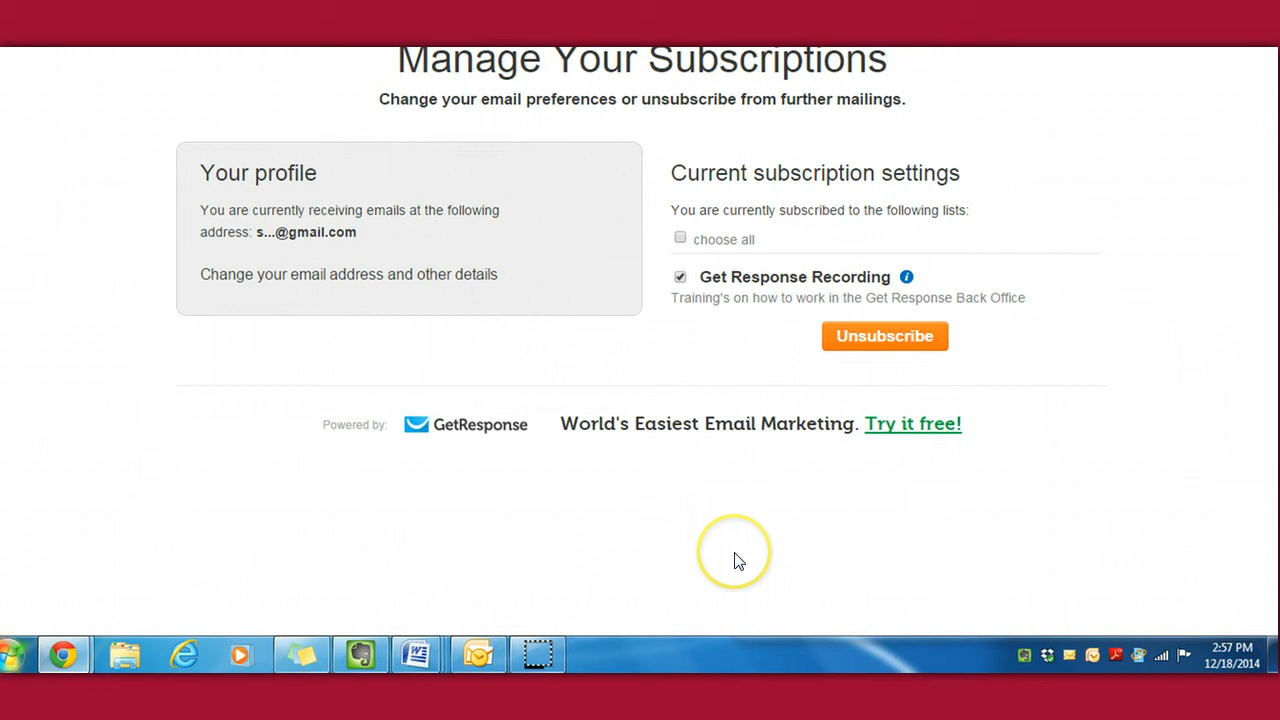 Manage Your Subscriptions
Change your email preferences or unsubscribe from further mailings.
Your profile
You are currently receiving emails at the following
address: s...@gmail.com
Change your email address and other details
Current subscription settings
You are currently subscribed to the following lists:
choose all
Get Response Recording i
Training's on how to work in the Get Response Back Office
Unsubscribe
Powered by: GetResponse World's Easiest Email Marketing. Try it free!
2:57 PM
12/18/2014